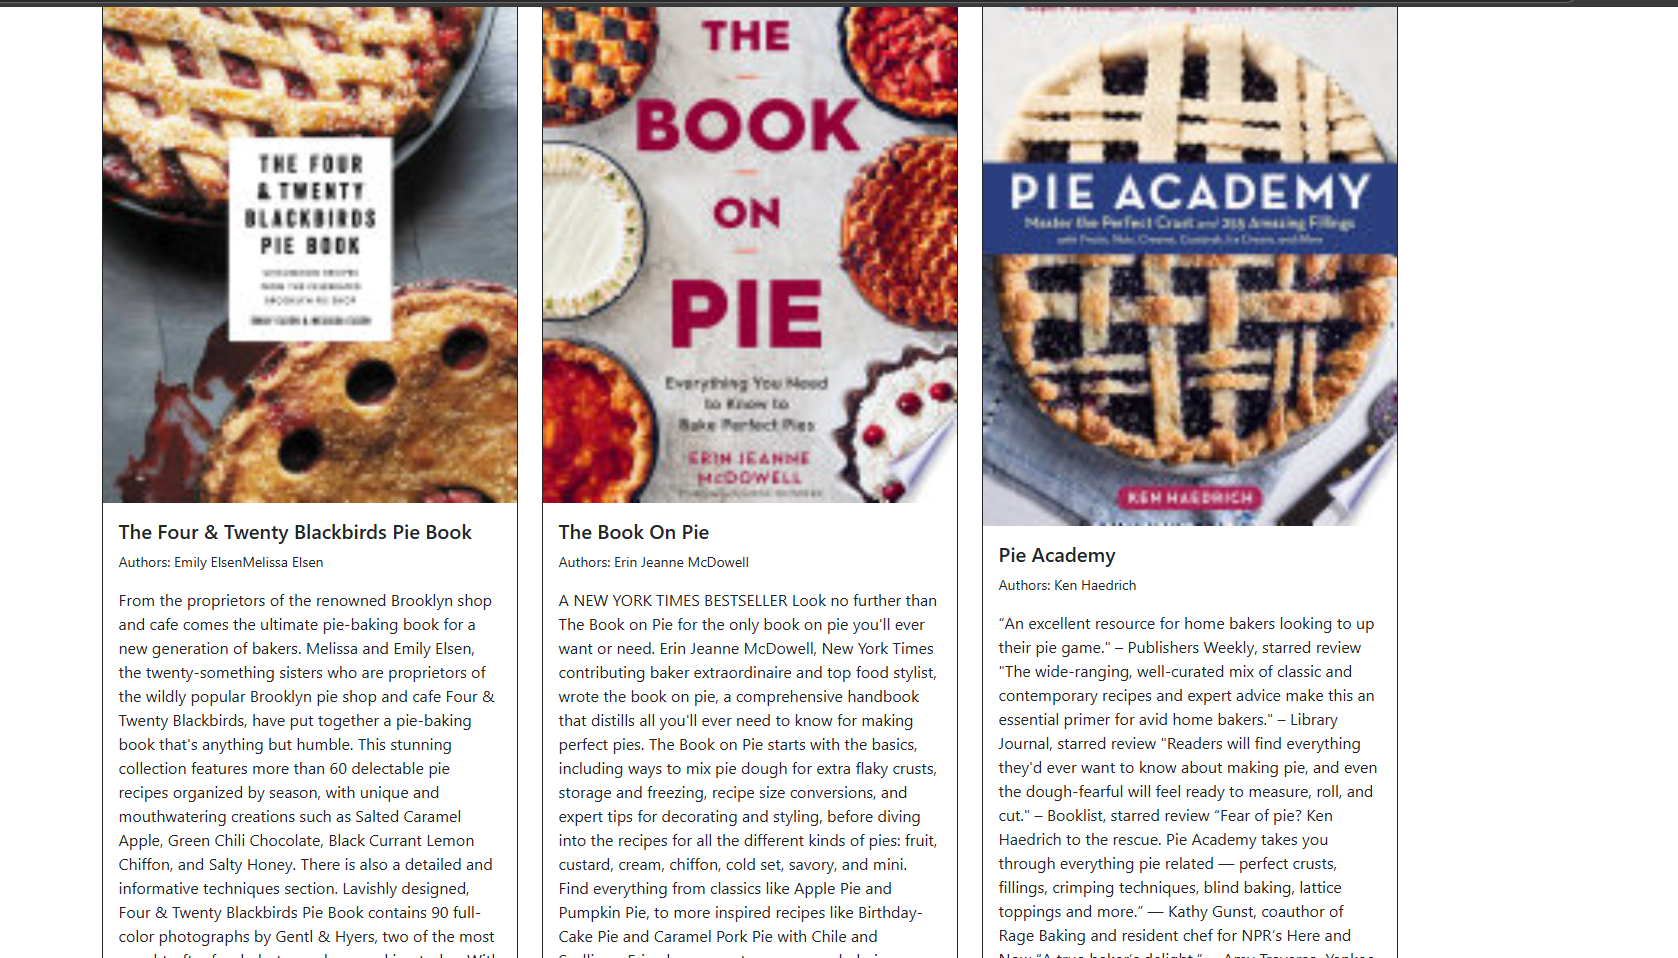 THE FOUR
& TWENTY
BLACKBIRDS
PIE BOOK
UNCOMMON RECIPES
FROM THE CELEBRATED
BROOKLYN PIE SHOP
EMILY ELSEN & MELISSA ELSEN
The Four & Twenty Blackbirds Pie Book
Authors: Emily ElsenMelissa Elsen
From the proprietors of the renowned Brooklyn shop
and cafe comes the ultimate pie-baking book for a
new generation of bakers. Melissa and Emily Elsen,
the twenty-something sisters who are proprietors of
the wildly popular Brooklyn pie shop and cafe Four &
Twenty Blackbirds, have put together a pie-baking
book that's anything but humble. This stunning
collection features more than 60 delectable pie
recipes organized by season, with unique and
mouthwatering creations such as Salted Caramel
Apple, Green Chili Chocolate, Black Currant Lemon
Chiffon, and Salty Honey. There is also a detailed and
informative techniques section. Lavishly designed,
Four & Twenty Blackbirds Pie Book contains 90 full-
color photographs by Gentl & Hyers, two of the most
THE
BOOK
ON
PIE
Everything You Need
to Know to
Bake Perfect Pies
ERIN JEANNE
McDOWELL
The Book On Pie
Authors: Erin Jeanne McDowell
A NEW YORK TIMES BESTSELLER Look no further than
The Book on Pie for the only book on pie you'll ever
want or need. Erin Jeanne McDowell, New York Times
contributing baker extraordinaire and top food stylist,
wrote the book on pie, a comprehensive handbook
that distills all you'll ever need to know for making
perfect pies. The Book on Pie starts with the basics,
including ways to mix pie dough for extra flaky crusts,
storage and freezing, recipe size conversions, and
expert tips for decorating and styling, before diving
into the recipes for all the different kinds of pies: fruit,
custard, cream, chiffon, cold set, savory, and mini.
Find everything from classics like Apple Pie and
Pumpkin Pie, to more inspired recipes like Birthday-
Cake Pie and Caramel Pork Pie with Chile and
PIE ACADEMY
Master the Perfect Crust and 255 Amazing Fillings
with Fruits, Nuts, Creams, Custards, Ice Cream, and More
KEN HAEDRICH
Pie Academy
Authors: Ken Haedrich
“An excellent resource for home bakers looking to up
their pie game." – Publishers Weekly, starred review
"The wide-ranging, well-curated mix of classic and
contemporary recipes and expert advice make this an
essential primer for avid home bakers." – Library
Journal, starred review "Readers will find everything
they'd ever want to know about making pie, and even
the dough-fearful will feel ready to measure, roll, and
cut." – Booklist, starred review “Fear of pie? Ken
Haedrich to the rescue. Pie Academy takes you
through everything pie related — perfect crusts,
fillings, crimping techniques, blind baking, lattice
toppings and more.” — Kathy Gunst, coauthor of
Rage Baking and resident chef for NPR’s Here and